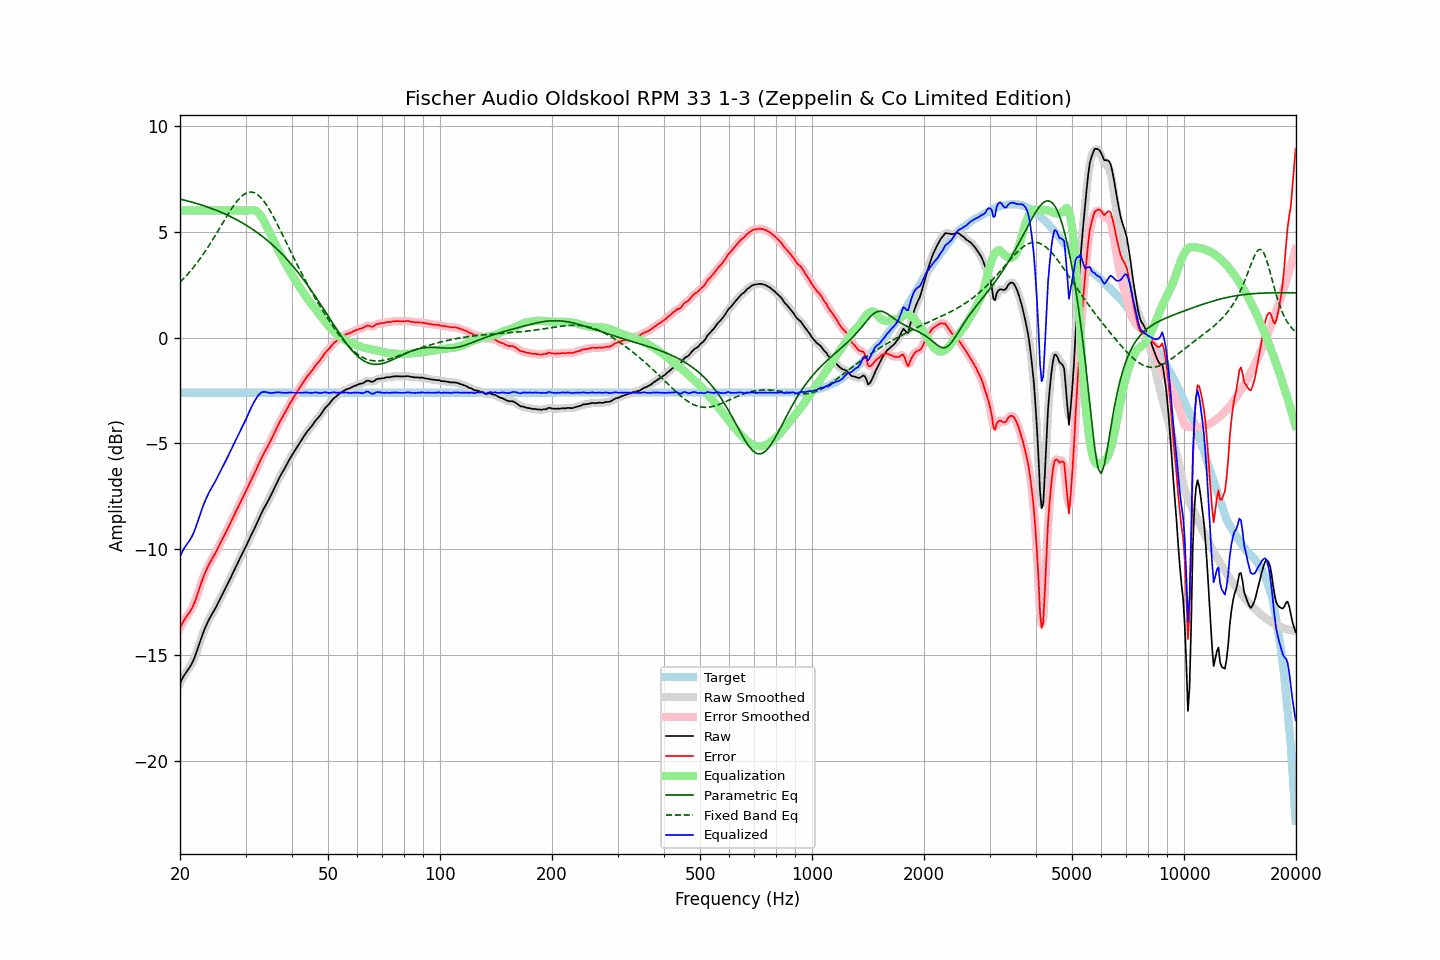 Fischer Audio Oldskool RPM 33 1-3 (Zeppelin & Co Limited Edition)
Amplitude (dBr)
10
5
0
−5
−10
−15
−20
Target
Raw Smoothed
Error Smoothed
Raw
Error
Equalization
Parametric Eq
Fixed Band Eq
Equalized
20 50 100 200 500 1000 2000 5000 10000 20000
Frequency (Hz)